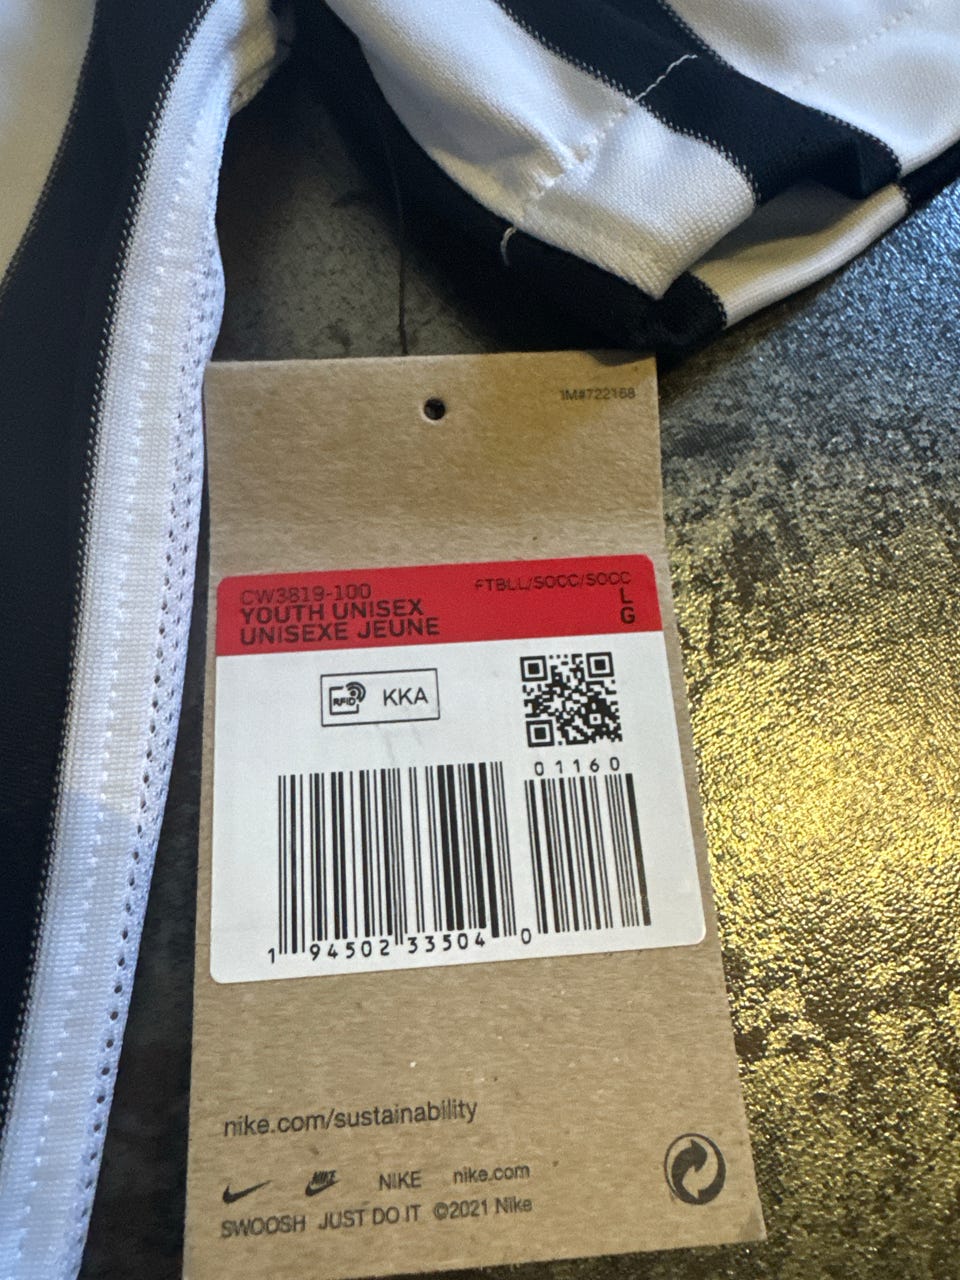 1M#722168
CW3819-100 FTBLL/SOCC/SOCC
YOUTH UNISEX L
UNISEXE JEUNE G
RFID KKA
01160
1 94502 33504 0
nike.com/sustainability
NIKE NIKE nike.com
SWOOSH JUST DO IT ©2021 Nike